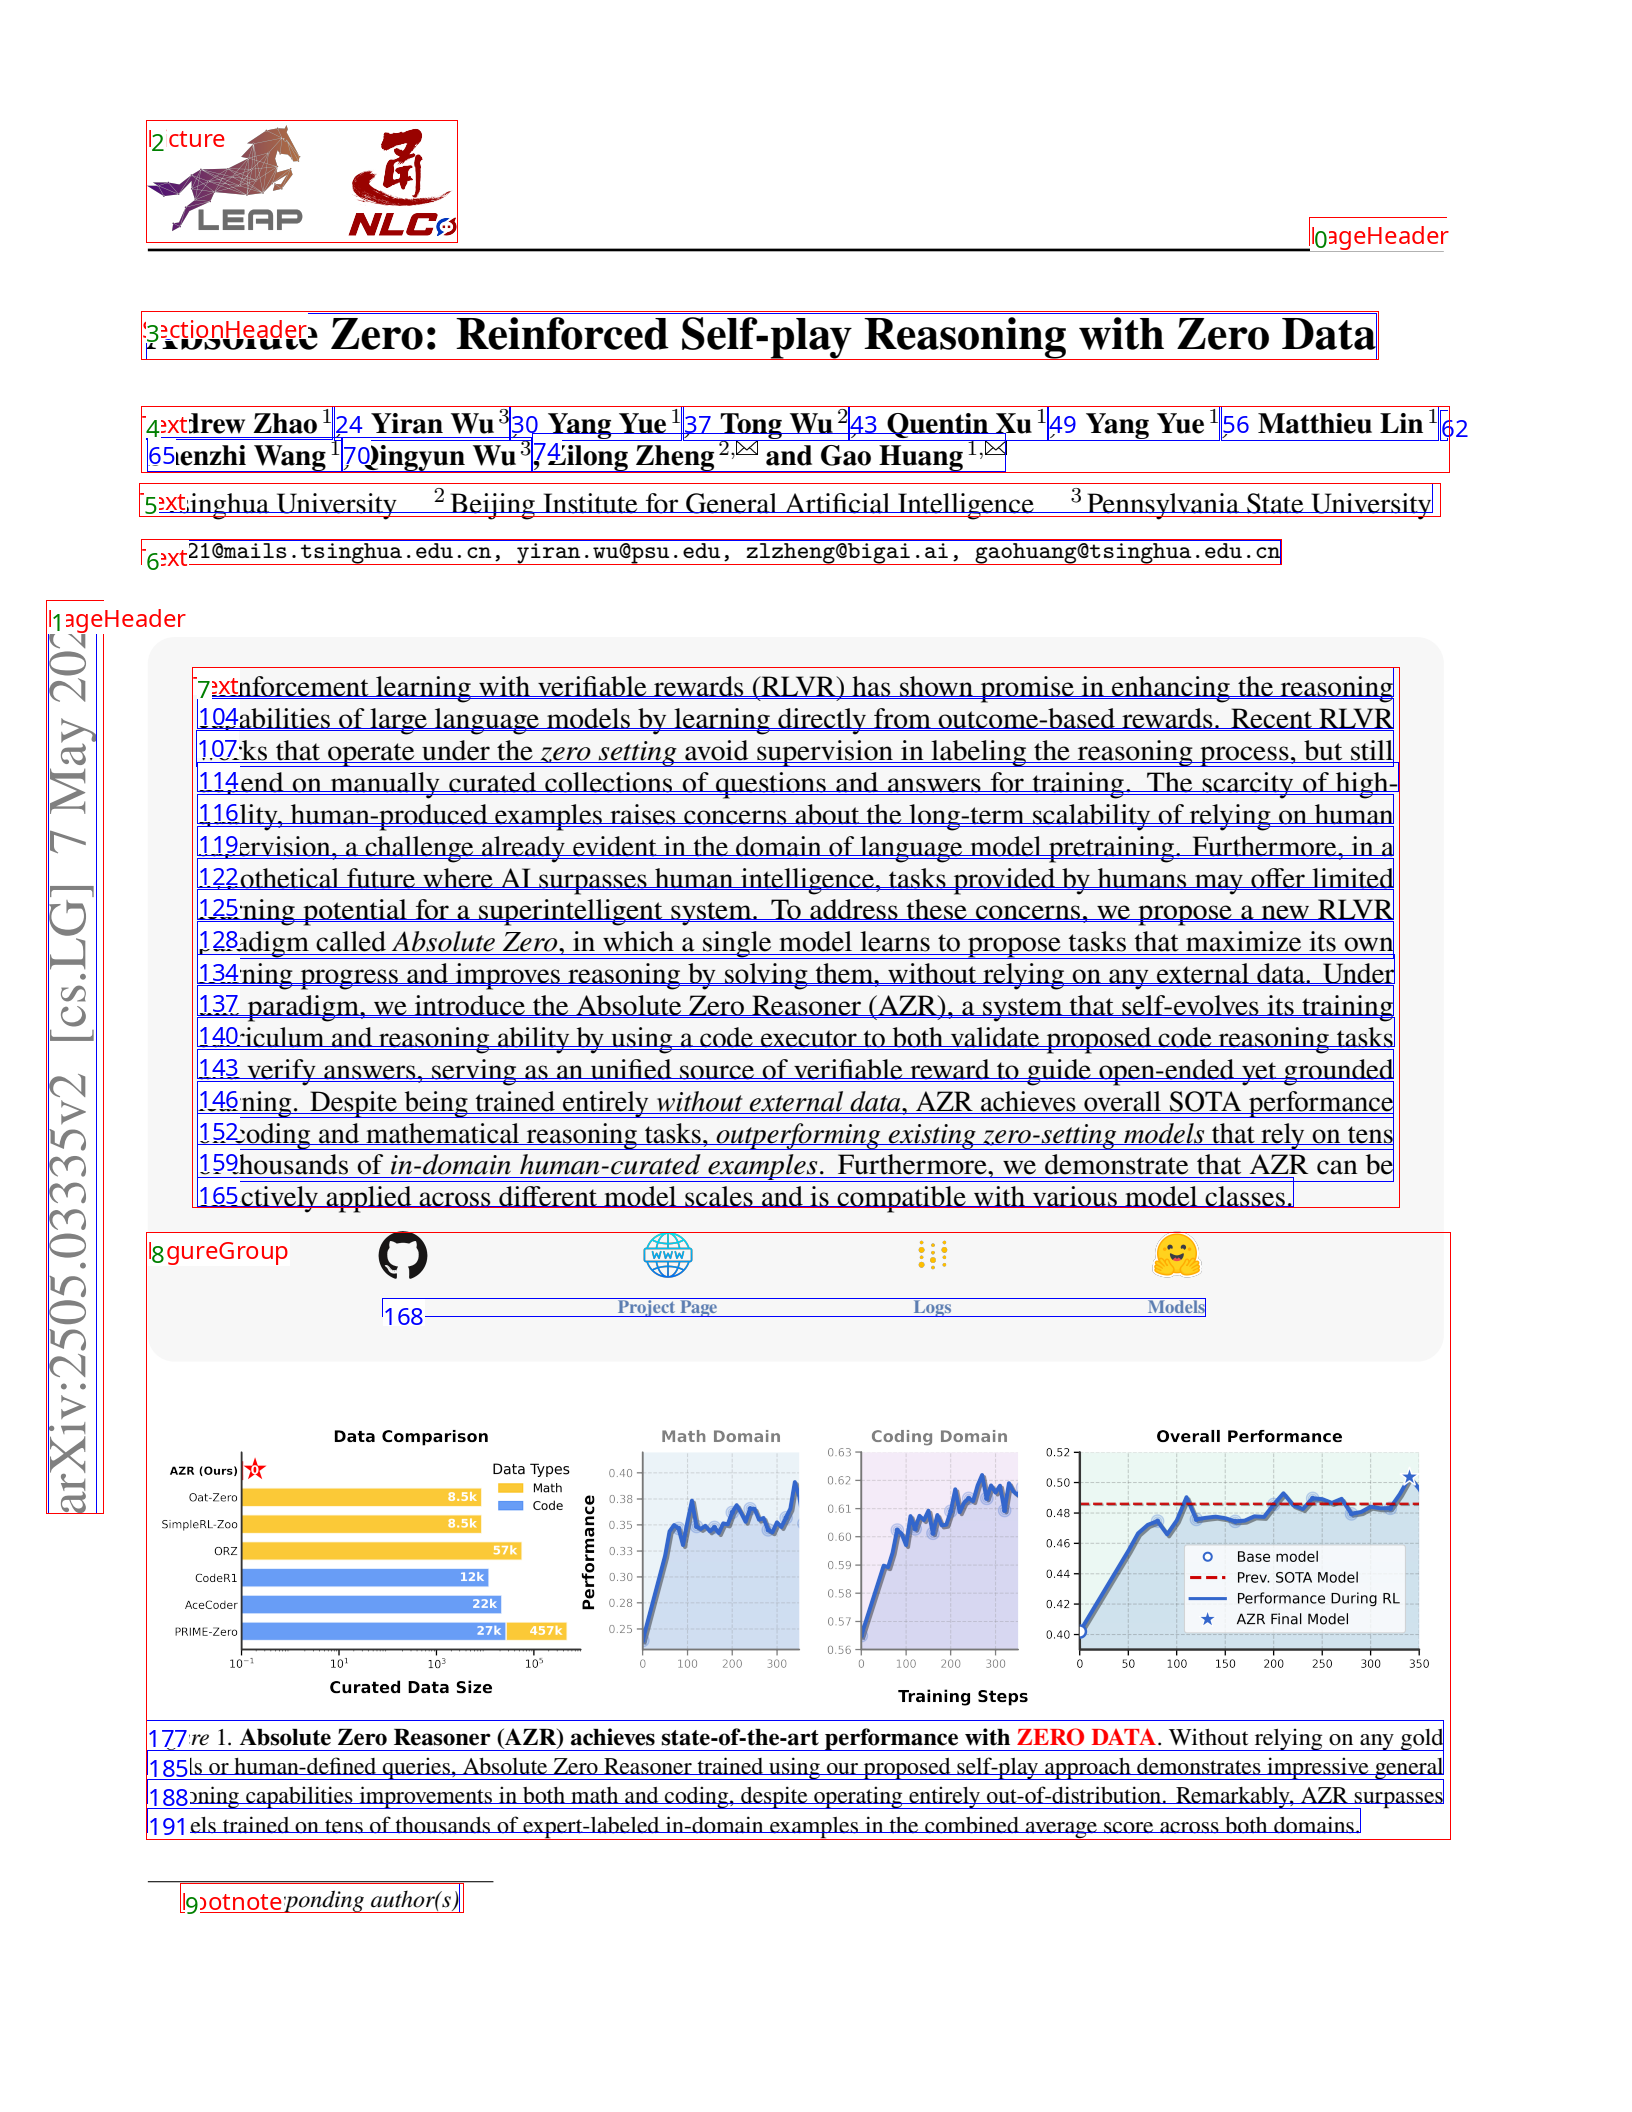 2
cture
LEAP
NLCo
0
ageHeader
3
ectionHeader
Absolute Zero: Reinforced Self-play Reasoning with Zero Data
4 ext drew Zhao 1, 24 Yiran Wu 3, 30 Yang Yue 1, 37 Tong Wu 2, 43 Quentin Xu 1, 49 Yang Yue 1, 56 Matthieu Lin 1, 62
65 enzhi Wang 1, 70 Qingyun Wu 3, 74 Zilong Zheng 2,✉ and Gao Huang 1,✉
5 ext inghua University 2 Beijing Institute for General Artificial Intelligence 3 Pennsylvania State University
6 ext 21@mails.tsinghua.edu.cn, yiran.wu@psu.edu, zlzheng@bigai.ai, gaohuang@tsinghua.edu.cn
1 ageHeader
arXiv:2505.03335v2 [cs.LG] 7 May 202
7 ext nforcement learning with verifiable rewards (RLVR) has shown promise in enhancing the reasoning
104 abilities of large language models by learning directly from outcome-based rewards. Recent RLVR
107 ks that operate under the zero setting avoid supervision in labeling the reasoning process, but still
114 end on manually curated collections of questions and answers for training. The scarcity of high-
116 lity, human-produced examples raises concerns about the long-term scalability of relying on human
119 ervision, a challenge already evident in the domain of language model pretraining. Furthermore, in a
122 othetical future where AI surpasses human intelligence, tasks provided by humans may offer limited
125 ning potential for a superintelligent system. To address these concerns, we propose a new RLVR
128 adigm called Absolute Zero, in which a single model learns to propose tasks that maximize its own
134 ning progress and improves reasoning by solving them, without relying on any external data. Under
137 paradigm, we introduce the Absolute Zero Reasoner (AZR), a system that self-evolves its training
140 riculum and reasoning ability by using a code executor to both validate proposed code reasoning tasks
143 verify answers, serving as an unified source of verifiable reward to guide open-ended yet grounded
146 rning. Despite being trained entirely without external data, AZR achieves overall SOTA performance
152 coding and mathematical reasoning tasks, outperforming existing zero-setting models that rely on tens
159 housands of in-domain human-curated examples. Furthermore, we demonstrate that AZR can be
165 ctively applied across different model scales and is compatible with various model classes.
8 gureGroup
WWW
168 Project Page Logs Models
Data Comparison
AZR (Ours) 0
Oat-Zero 8.5k
SimpleRL-Zoo 8.5k
ORZ 57k
CodeR1 12k
AceCoder 22k
PRIME-Zero 27k 457k
Data Types
Math
Code
10⁻¹ 10¹ 10³ 10⁵
Curated Data Size
Performance
Math Domain
0.40
0.38
0.35
0.33
0.30
0.28
0.25
0 100 200 300
Coding Domain
0.63
0.62
0.61
0.60
0.59
0.58
0.57
0.56
0 100 200 300
Training Steps
Overall Performance
0.52
0.50
0.48
0.46
0.44
0.42
0.40
Base model
Prev. SOTA Model
Performance During RL
AZR Final Model
0 50 100 150 200 250 300 350
177 re 1. Absolute Zero Reasoner (AZR) achieves state-of-the-art performance with ZERO DATA. Without relying on any gold
185 ls or human-defined queries, Absolute Zero Reasoner trained using our proposed self-play approach demonstrates impressive general
188 oning capabilities improvements in both math and coding, despite operating entirely out-of-distribution. Remarkably, AZR surpasses
191 els trained on tens of thousands of expert-labeled in-domain examples in the combined average score across both domains.
9 ootnote ponding author(s)